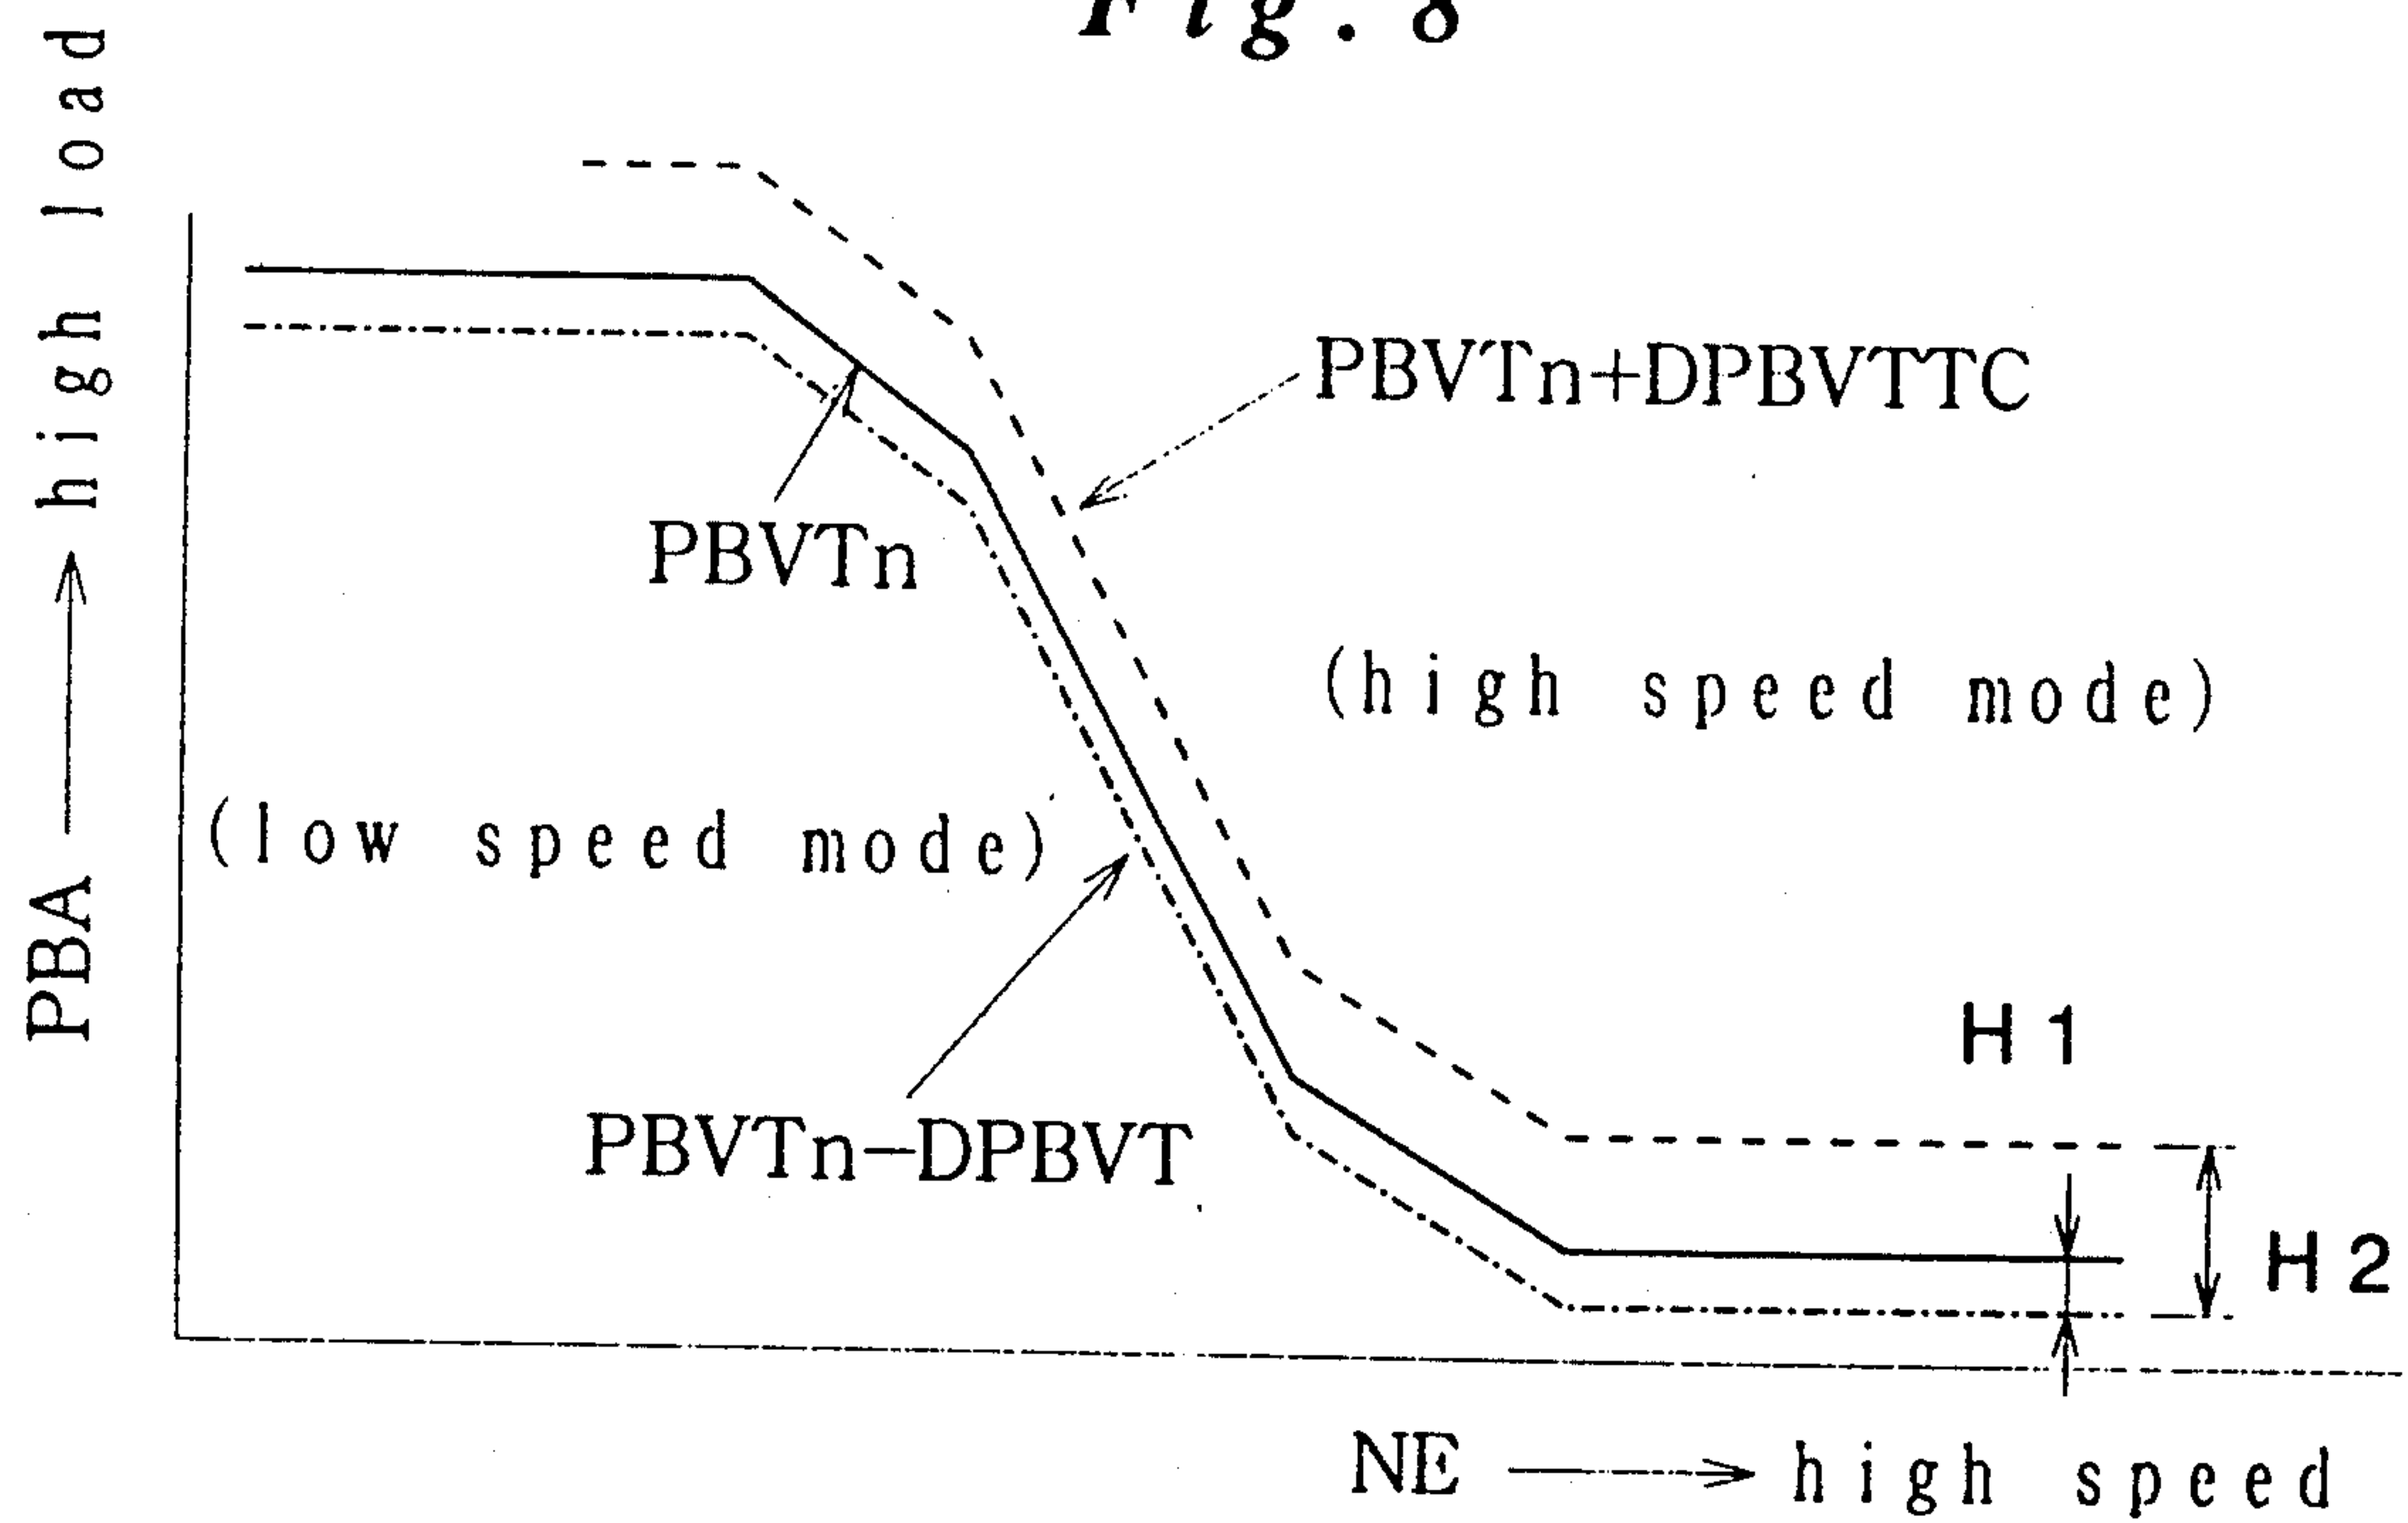 Fig. 8
PBA → high load
PBVTn+DPBVTTC
PBVTn
(high speed mode)
(low speed mode)
H1
PBVTn−DPBVT
H2
NE → high speed